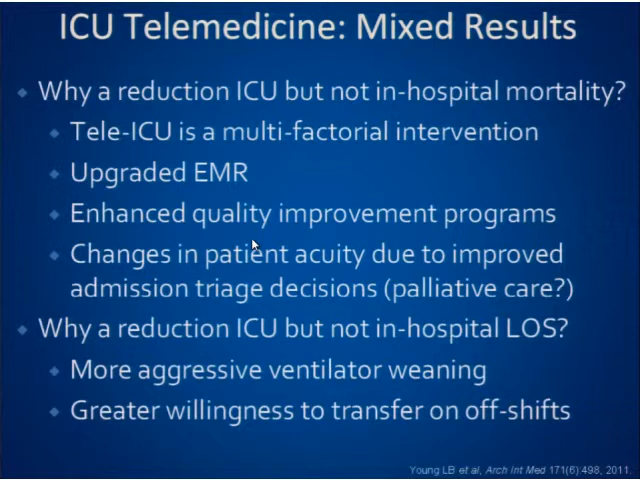 ICU Telemedicine: Mixed Results
Why a reduction ICU but not in-hospital mortality?
Tele-ICU is a multi-factorial intervention
Upgraded EMR
Enhanced quality improvement programs
Changes in patient acuity due to improved
admission triage decisions (palliative care?)
Why a reduction ICU but not in-hospital LOS?
More aggressive ventilator weaning
Greater willingness to transfer on off-shifts
Young LB et al, Arch Int Med 171(6):498, 2011.